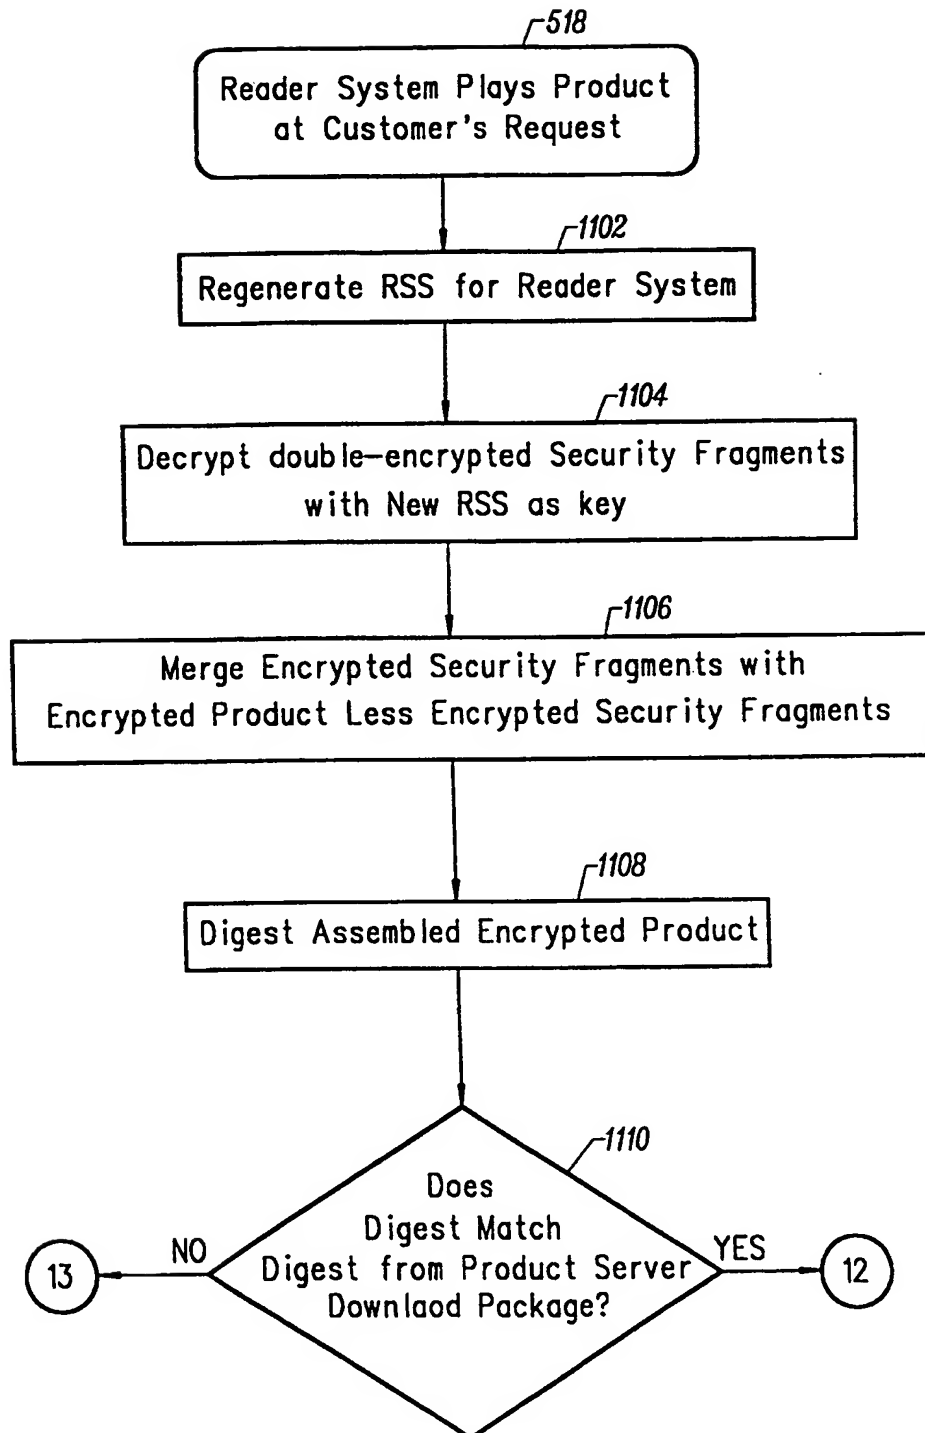 518
Reader System Plays Product
at Customer's Request
1102
Regenerate RSS for Reader System
1104
Decrypt double-encrypted Security Fragments
with New RSS as key
1106
Merge Encrypted Security Fragments with
Encrypted Product Less Encrypted Security Fragments
1108
Digest Assembled Encrypted Product
1110
Does
Digest Match
Digest from Product Server
Downlaod Package?
NO
YES
13
12